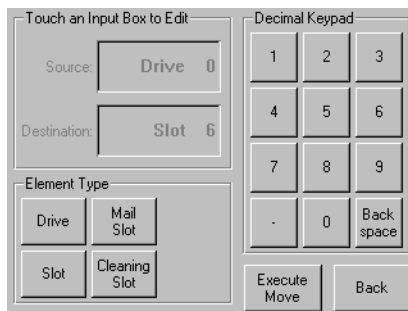 Touch an Input Box to Edit
Source: Drive 0
Destination: Slot 6
Element Type
Drive
Mail
Slot
Slot
Cleaning
Slot
Decimal Keypad
1 2 3
4 5 6
7 8 9
. 0 Back
space
Execute
Move
Back